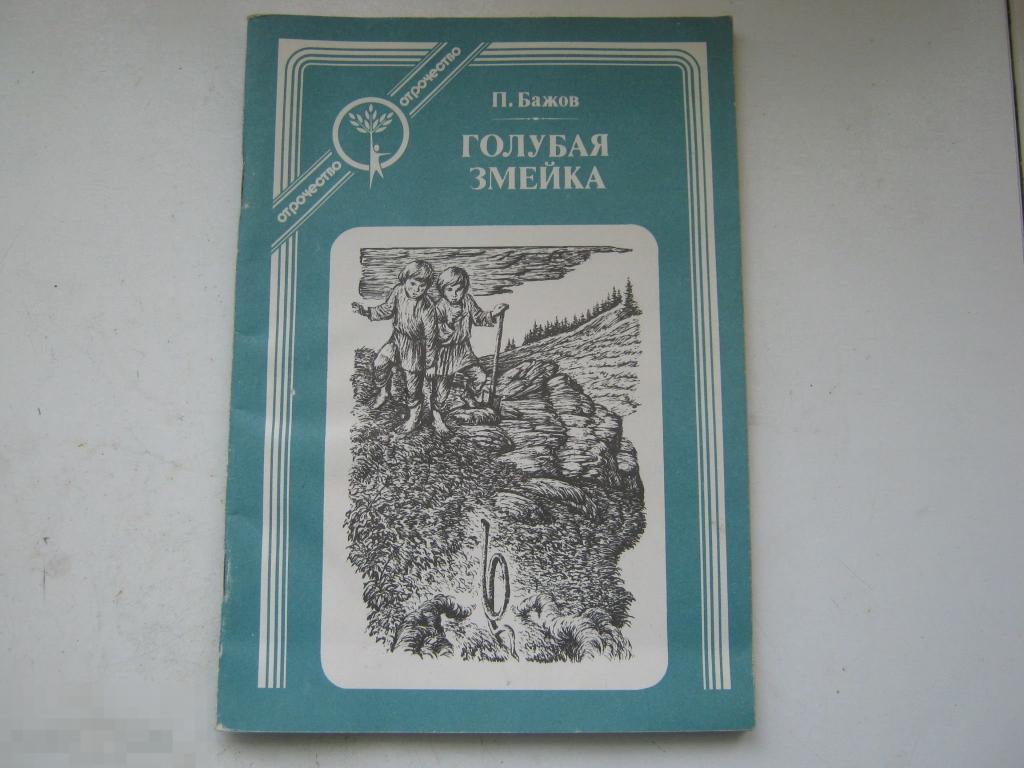 отрочество
отрочество
П. Бажов
ГОЛУБАЯ
ЗМЕЙКА